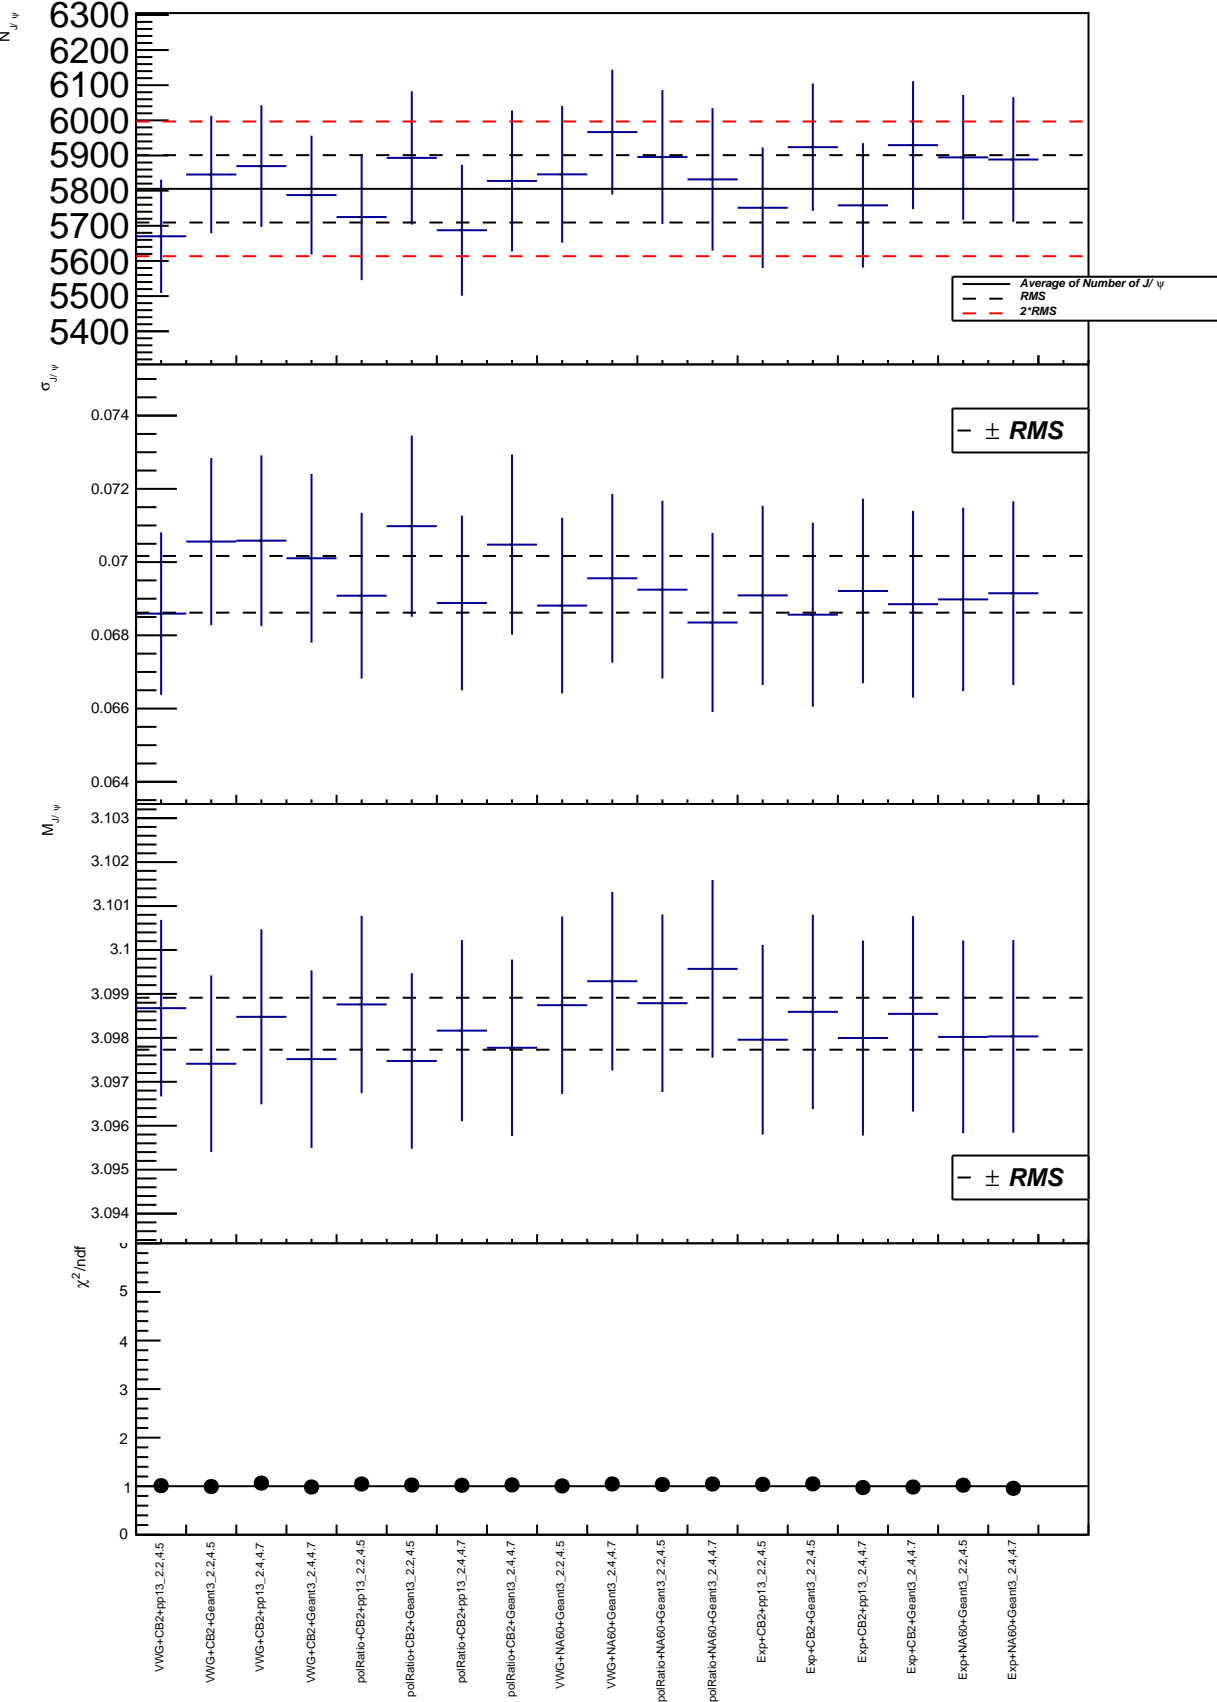 N J/ψ
6300
6200
6100
6000
5900
5800
5700
5600
5500
5400
Average of Number of J/ ψ
RMS
2*RMS
σ J/ψ
0.074
0.072
0.07
0.068
0.066
0.064
± RMS
M J/ψ
3.103
3.102
3.101
3.1
3.099
3.098
3.097
3.096
3.095
3.094
± RMS
χ²/ndf
6
5
4
3
2
1
0
VWG+CB2+pp13_2.2,4.5
VWG+CB2+Geant3_2.2,4.5
VWG+CB2+pp13_2.4,4.7
VWG+CB2+Geant3_2.4,4.7
polRatio+CB2+pp13_2.2,4.5
polRatio+CB2+Geant3_2.2,4.5
polRatio+CB2+pp13_2.4,4.7
polRatio+CB2+Geant3_2.4,4.7
VWG+NA60+Geant3_2.2,4.5
VWG+NA60+Geant3_2.4,4.7
polRatio+NA60+Geant3_2.2,4.5
polRatio+NA60+Geant3_2.4,4.7
Exp+CB2+pp13_2.2,4.5
Exp+CB2+Geant3_2.2,4.5
Exp+CB2+pp13_2.4,4.7
Exp+CB2+Geant3_2.4,4.7
Exp+NA60+Geant3_2.2,4.5
Exp+NA60+Geant3_2.4,4.7